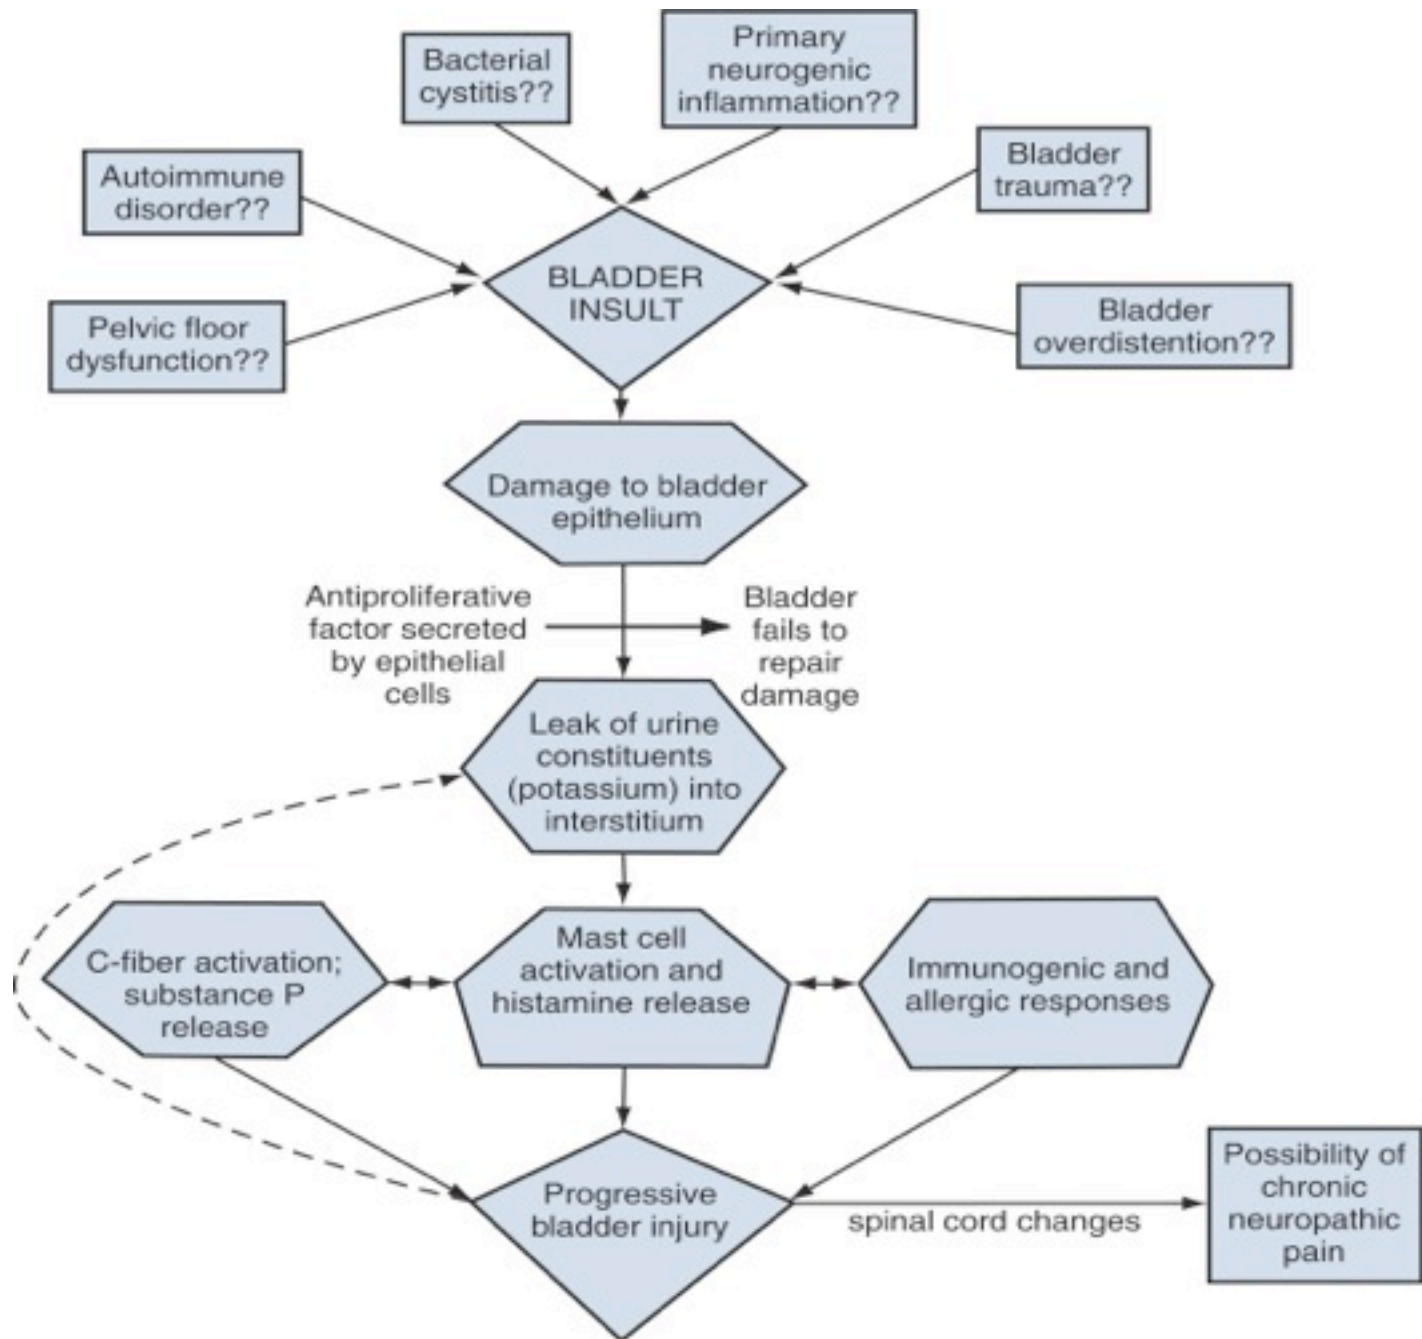 Primary
neurogenic
inflammation??
Bacterial
cystitis??
Bladder
trauma??
Autoimmune
disorder??
BLADDER
INSULT
Bladder
overdistention??
Pelvic floor
dysfunction??
Damage to bladder
epithelium
Antiproliferative
factor secreted
by epithelial
cells
Bladder
fails to
repair
damage
Leak of urine
constituents
(potassium) into
interstitium
C-fiber activation;
substance P
release
Mast cell
activation and
histamine release
Immunogenic and
allergic responses
Progressive
bladder injury
spinal cord changes
Possibility of
chronic
neuropathic
pain